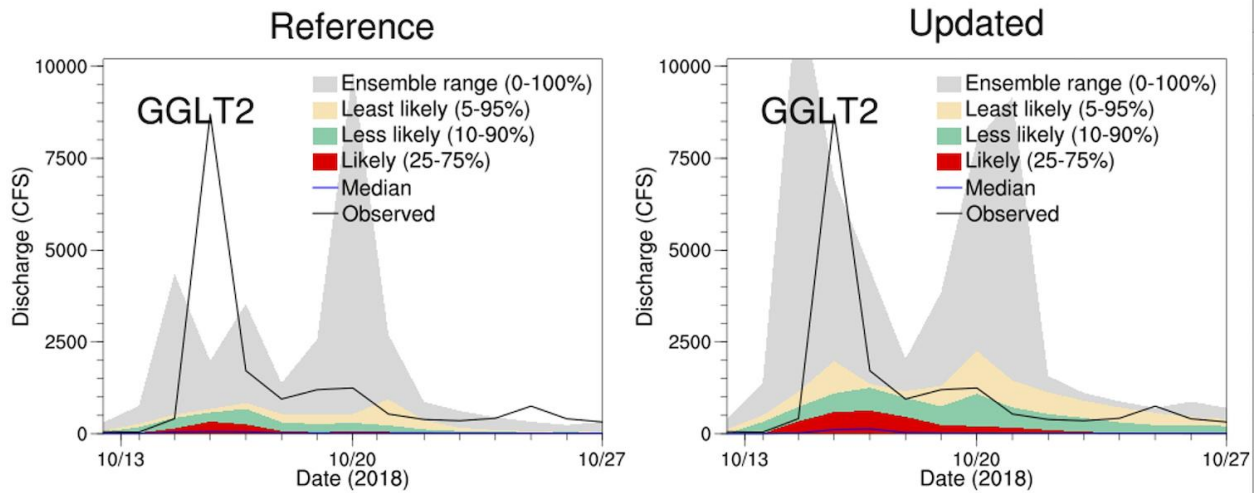 Reference
Updated
10000
7500
5000
2500
0
Discharge (CFS)
GGLT2
Ensemble range (0-100%)
Least likely (5-95%)
Less likely (10-90%)
Likely (25-75%)
Median
Observed
10/13
10/20
10/27
Date (2018)
10000
7500
5000
2500
0
Discharge (CFS)
GGLT2
Ensemble range (0-100%)
Least likely (5-95%)
Less likely (10-90%)
Likely (25-75%)
Median
Observed
10/13
10/20
10/27
Date (2018)